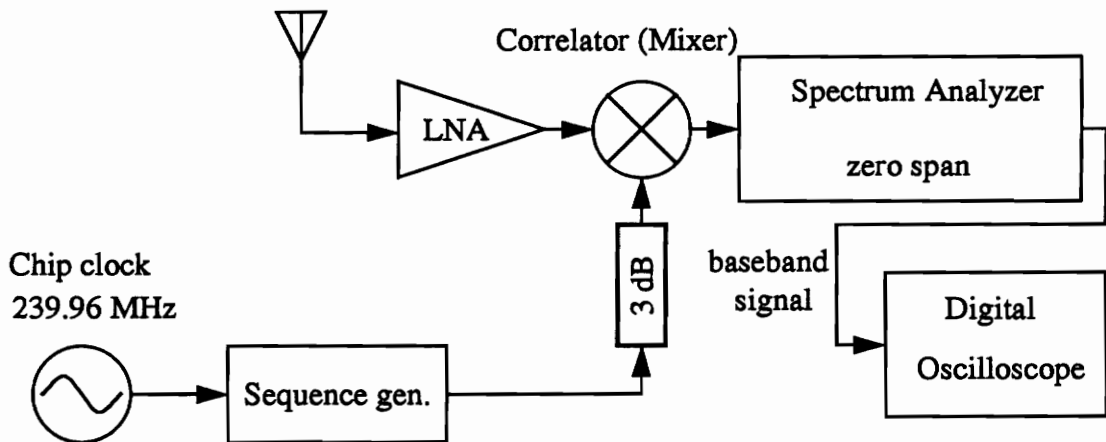 Correlator (Mixer)
LNA
Spectrum Analyzer
zero span
3 dB
baseband
signal
Chip clock
239.96 MHz
Sequence gen.
Digital
Oscilloscope